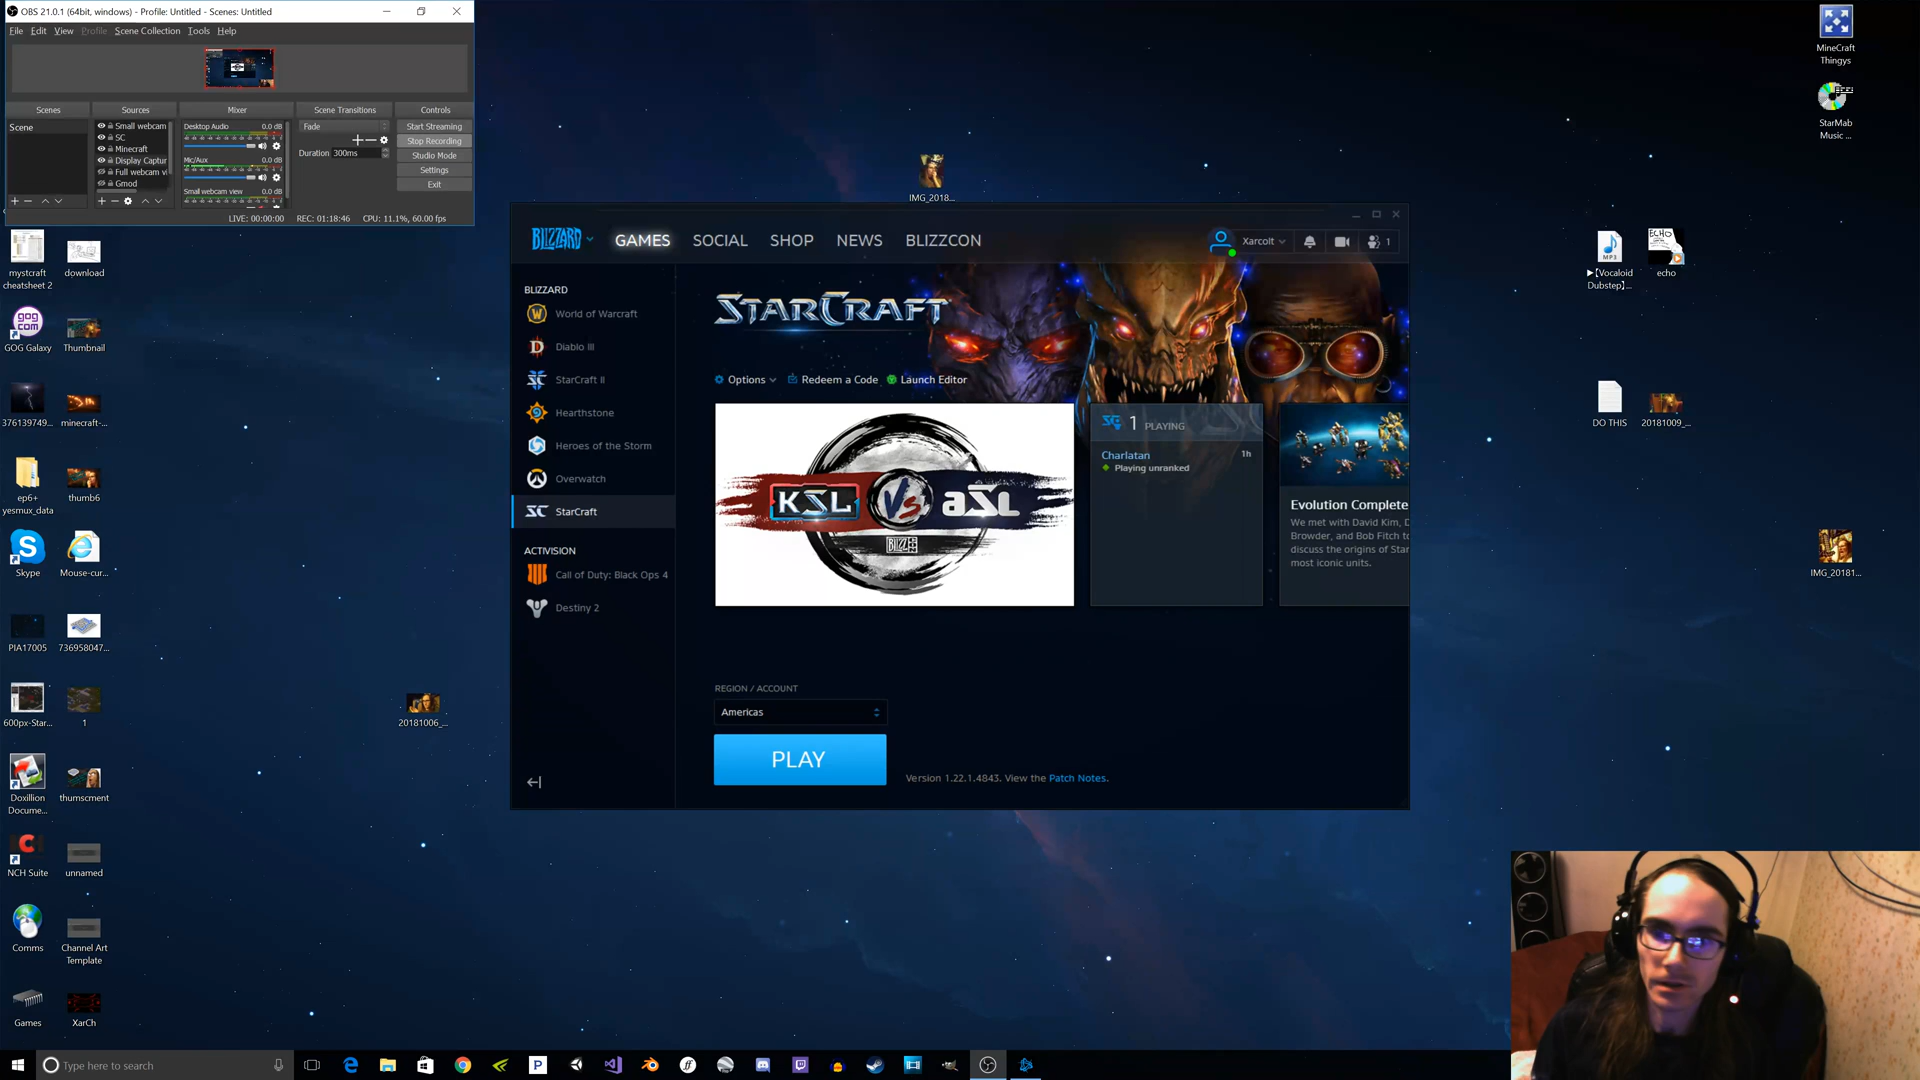 OBS 21.0.1 (64bit, windows) - Profile: Untitled - Scenes: Untitled
File Edit View Profile Scene Collection Tools Help
Scenes Sources Mixer Scene Transitions Controls
Scene
Small webcam
SC
Minecraft
Display Captur
Full webcam vi
Gmod
Desktop Audio 0.0 dB
Mic/Aux 0.0 dB
Small webcam view 0.0 dB
Fade
Duration 300ms
Start Streaming
Stop Recording
Studio Mode
Settings
Exit
LIVE: 00:00:00 REC: 01:18:46 CPU: 11.1%, 60.00 fps
MineCraft
Thingys
StarMab
Music ...
IMG_2018...
mystcraft
cheatsheet 2
download
GOG Galaxy
Thumbnail
376139749...
minecraft-...
ep6+
yesmux_data
thumb6
Skype
Mouse-cur...
PIA17005
736958047...
600px-Star...
1
Doxillion
Docume...
thumscment
NCH Suite
unnamed
Comms
Channel Art
Template
Games
XarCh
20181006_...
BLIZZARD GAMES SOCIAL SHOP NEWS BLIZZCON
Xarcolt
1
BLIZZARD
World of Warcraft
Diablo III
StarCraft II
Hearthstone
Heroes of the Storm
Overwatch
StarCraft
ACTIVISION
Call of Duty: Black Ops 4
Destiny 2
STARCRAFT
Options Redeem a Code Launch Editor
KSL Vs. ASL
1 PLAYING
Charlatan 1h
Playing unranked
Evolution Complete
We met with David Kim, D
Browder, and Bob Fitch to
discuss the origins of Star
most iconic units.
REGION / ACCOUNT
Americas
PLAY
Version 1.22.1.4843. View the Patch Notes.
▶【Vocaloid
Dubstep】...
ECHO
echo
DO THIS
20181009_...
IMG_20181...
Type here to search